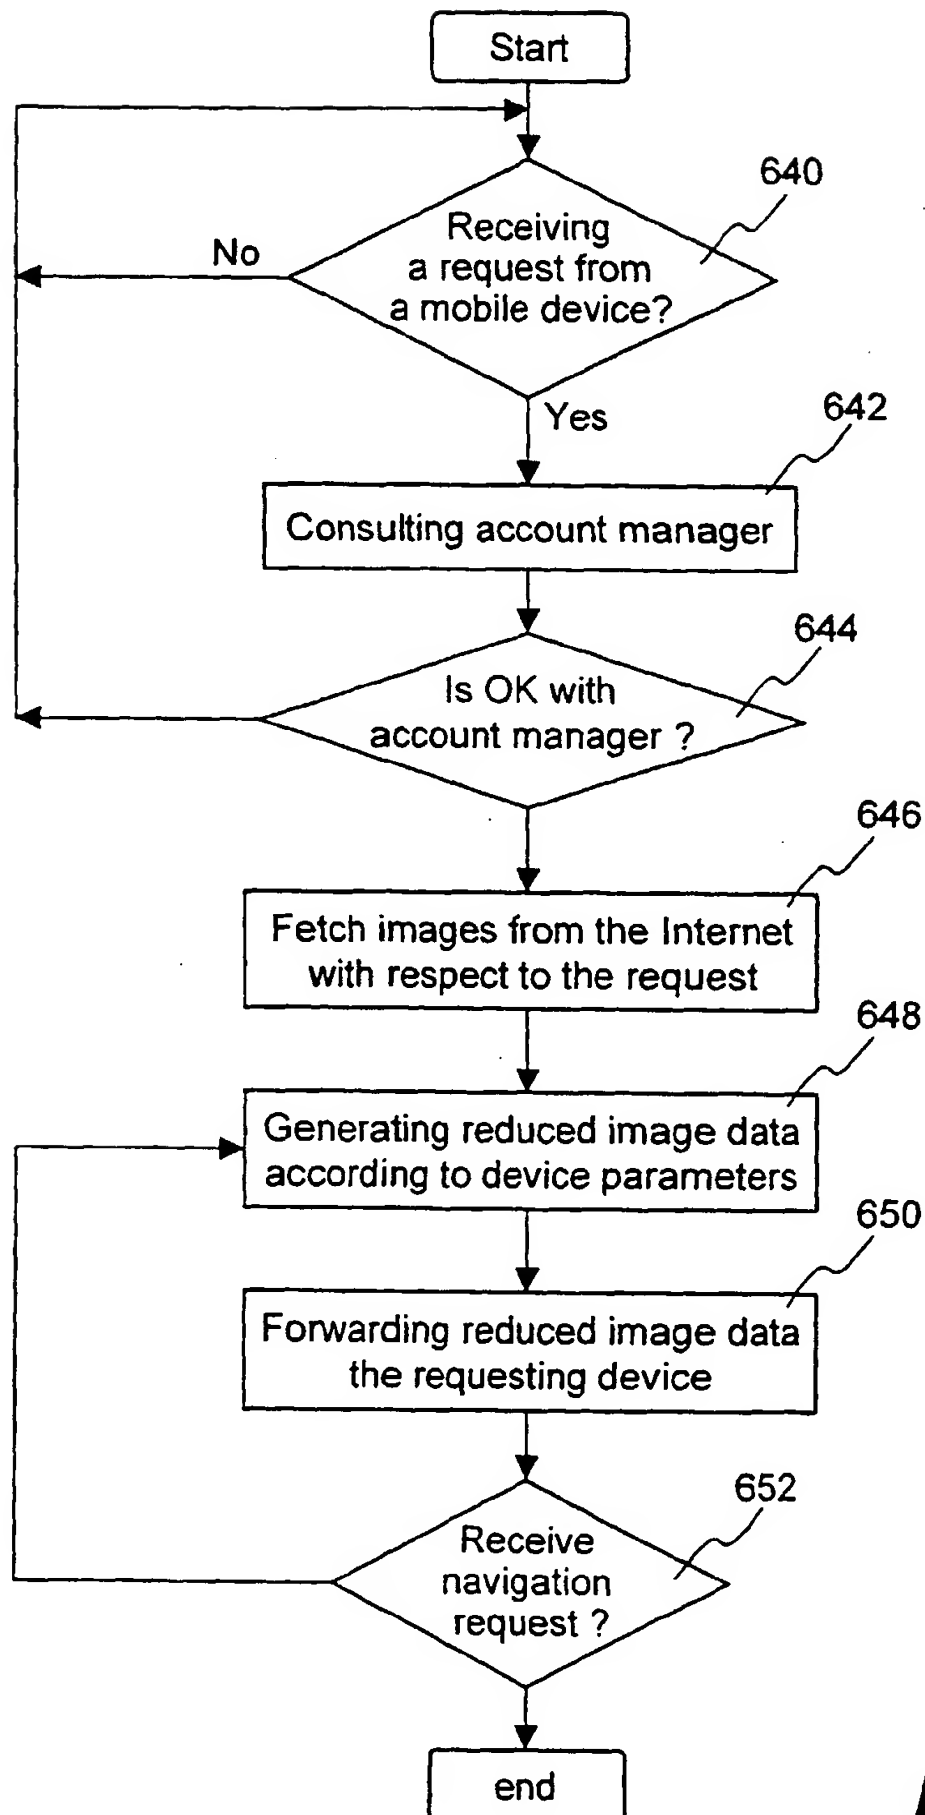 Start
640
Receiving
a request from
a mobile device?
No
Yes
642
Consulting account manager
644
Is OK with
account manager ?
646
Fetch images from the Internet
with respect to the request
648
Generating reduced image data
according to device parameters
650
Forwarding reduced image data
the requesting device
652
Receive
navigation
request ?
end